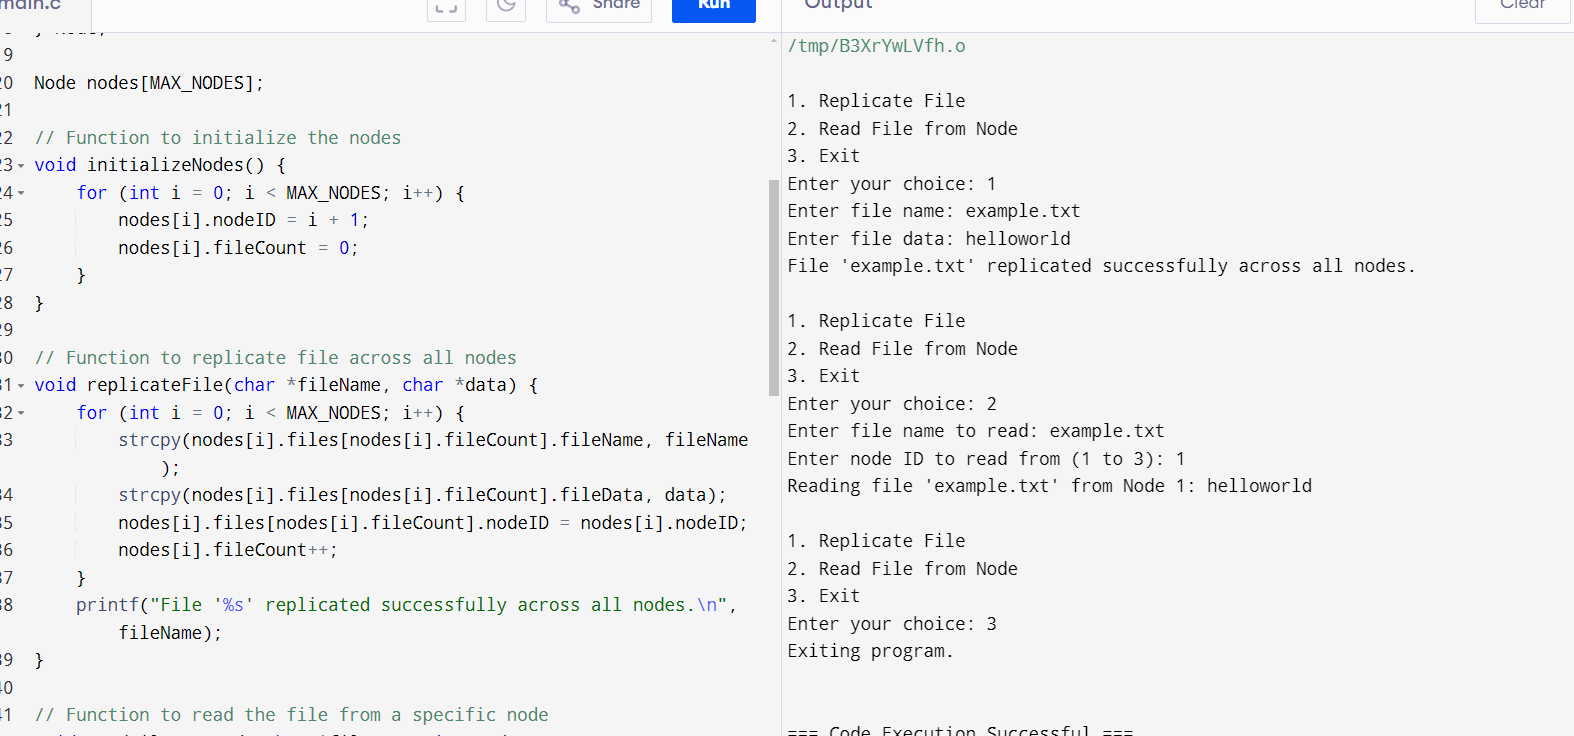 main.c
Share
Run
Output
Clear
9
20 Node nodes[MAX_NODES];
21
22 // Function to initialize the nodes
23 void initializeNodes() {
24 for (int i = 0; i < MAX_NODES; i++) {
25 nodes[i].nodeID = i + 1;
26 nodes[i].fileCount = 0;
27 }
28 }
29
30 // Function to replicate file across all nodes
31 void replicateFile(char *fileName, char *data) {
32 for (int i = 0; i < MAX_NODES; i++) {
33 strcpy(nodes[i].files[nodes[i].fileCount].fileName, fileName
);
34 strcpy(nodes[i].files[nodes[i].fileCount].fileData, data);
35 nodes[i].files[nodes[i].fileCount].nodeID = nodes[i].nodeID;
36 nodes[i].fileCount++;
37 }
38 printf("File '%s' replicated successfully across all nodes.\n",
fileName);
39 }
40
41 // Function to read the file from a specific node
/tmp/B3XrYwLVfh.o
1. Replicate File
2. Read File from Node
3. Exit
Enter your choice: 1
Enter file name: example.txt
Enter file data: helloworld
File 'example.txt' replicated successfully across all nodes.
1. Replicate File
2. Read File from Node
3. Exit
Enter your choice: 2
Enter file name to read: example.txt
Enter node ID to read from (1 to 3): 1
Reading file 'example.txt' from Node 1: helloworld
1. Replicate File
2. Read File from Node
3. Exit
Enter your choice: 3
Exiting program.
=== Code Execution Successful ===